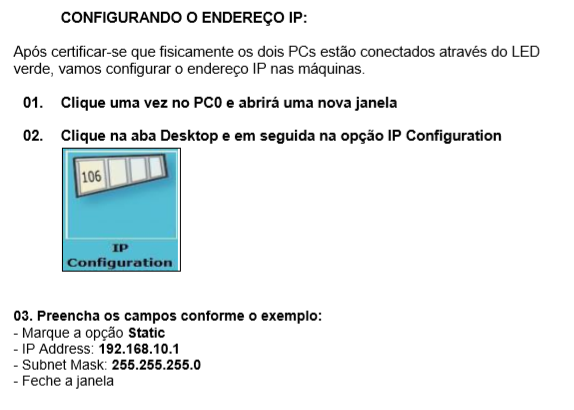 CONFIGURANDO O ENDEREÇO IP:
Após certificar-se que fisicamente os dois PCs estão conectados através do LED
verde, vamos configurar o endereço IP nas máquinas.
01. Clique uma vez no PC0 e abrirá uma nova janela
02. Clique na aba Desktop e em seguida na opção IP Configuration
106
IP
Configuration
03. Preencha os campos conforme o exemplo:
- Marque a opção Static
- IP Address: 192.168.10.1
- Subnet Mask: 255.255.255.0
- Feche a janela